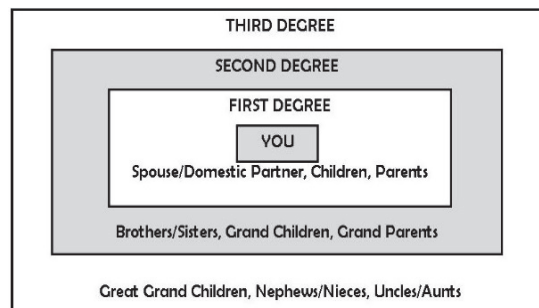 THIRD DEGREE
SECOND DEGREE
FIRST DEGREE
YOU
Spouse/Domestic Partner, Children, Parents
Brothers/Sisters, Grand Children, Grand Parents
Great Grand Children, Nephews/Nieces, Uncles/Aunts